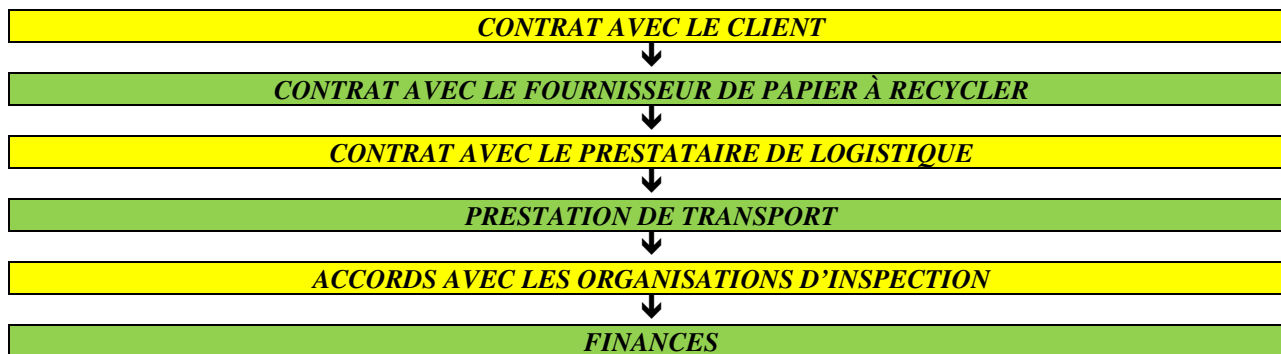 CONTRAT AVEC LE CLIENT
CONTRAT AVEC LE FOURNISSEUR DE PAPIER À RECYCLER
CONTRAT AVEC LE PRESTATAIRE DE LOGISTIQUE
PRESTATION DE TRANSPORT
ACCORDS AVEC LES ORGANISATIONS D’INSPECTION
FINANCES